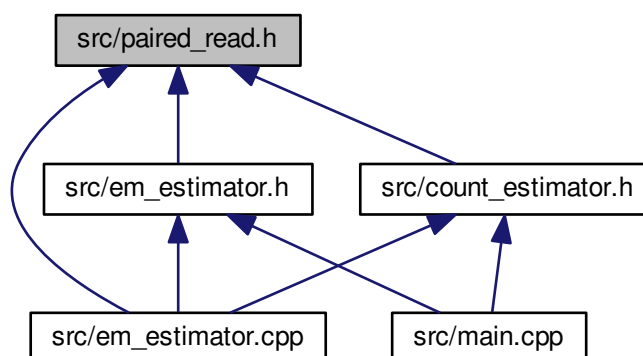 src/paired_read.h
src/em_estimator.h
src/count_estimator.h
src/em_estimator.cpp
src/main.cpp